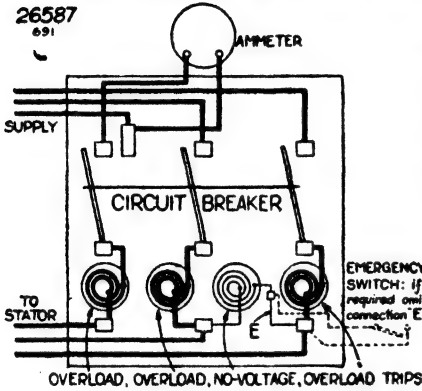 26587
691
AMMETER
SUPPLY
CIRCUIT BREAKER
EMERGENCY
SWITCH: if
required omit
connection E
E
TO
STATOR
OVERLOAD, OVERLOAD, NO-VOLTAGE, OVERLOAD TRIPS